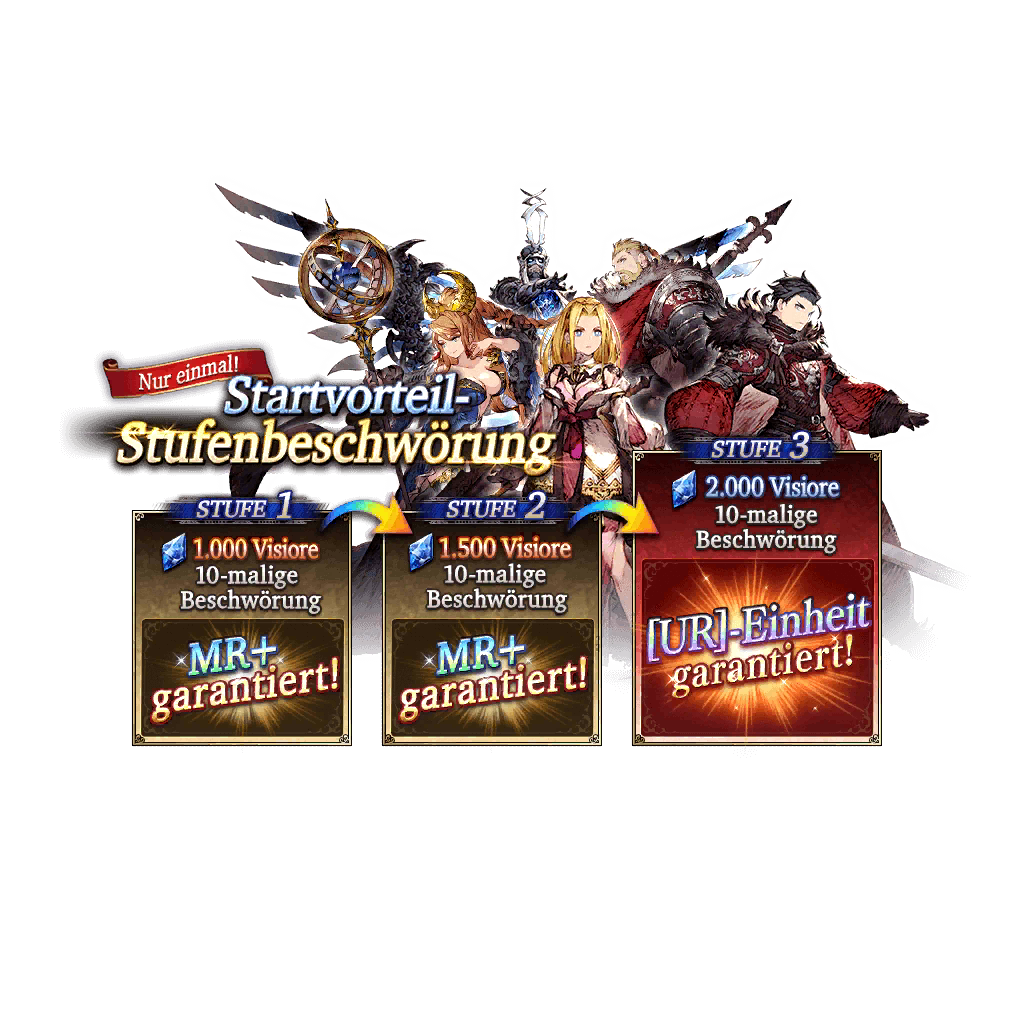 Nur einmal!
Startvorteil-
Stufenbeschwörung
STUFE 1
1.000 Visiore
10-malige
Beschwörung
MR+
garantiert!
STUFE 2
1.500 Visiore
10-malige
Beschwörung
MR+
garantiert!
STUFE 3
2.000 Visiore
10-malige
Beschwörung
[UR]-Einheit
garantiert!